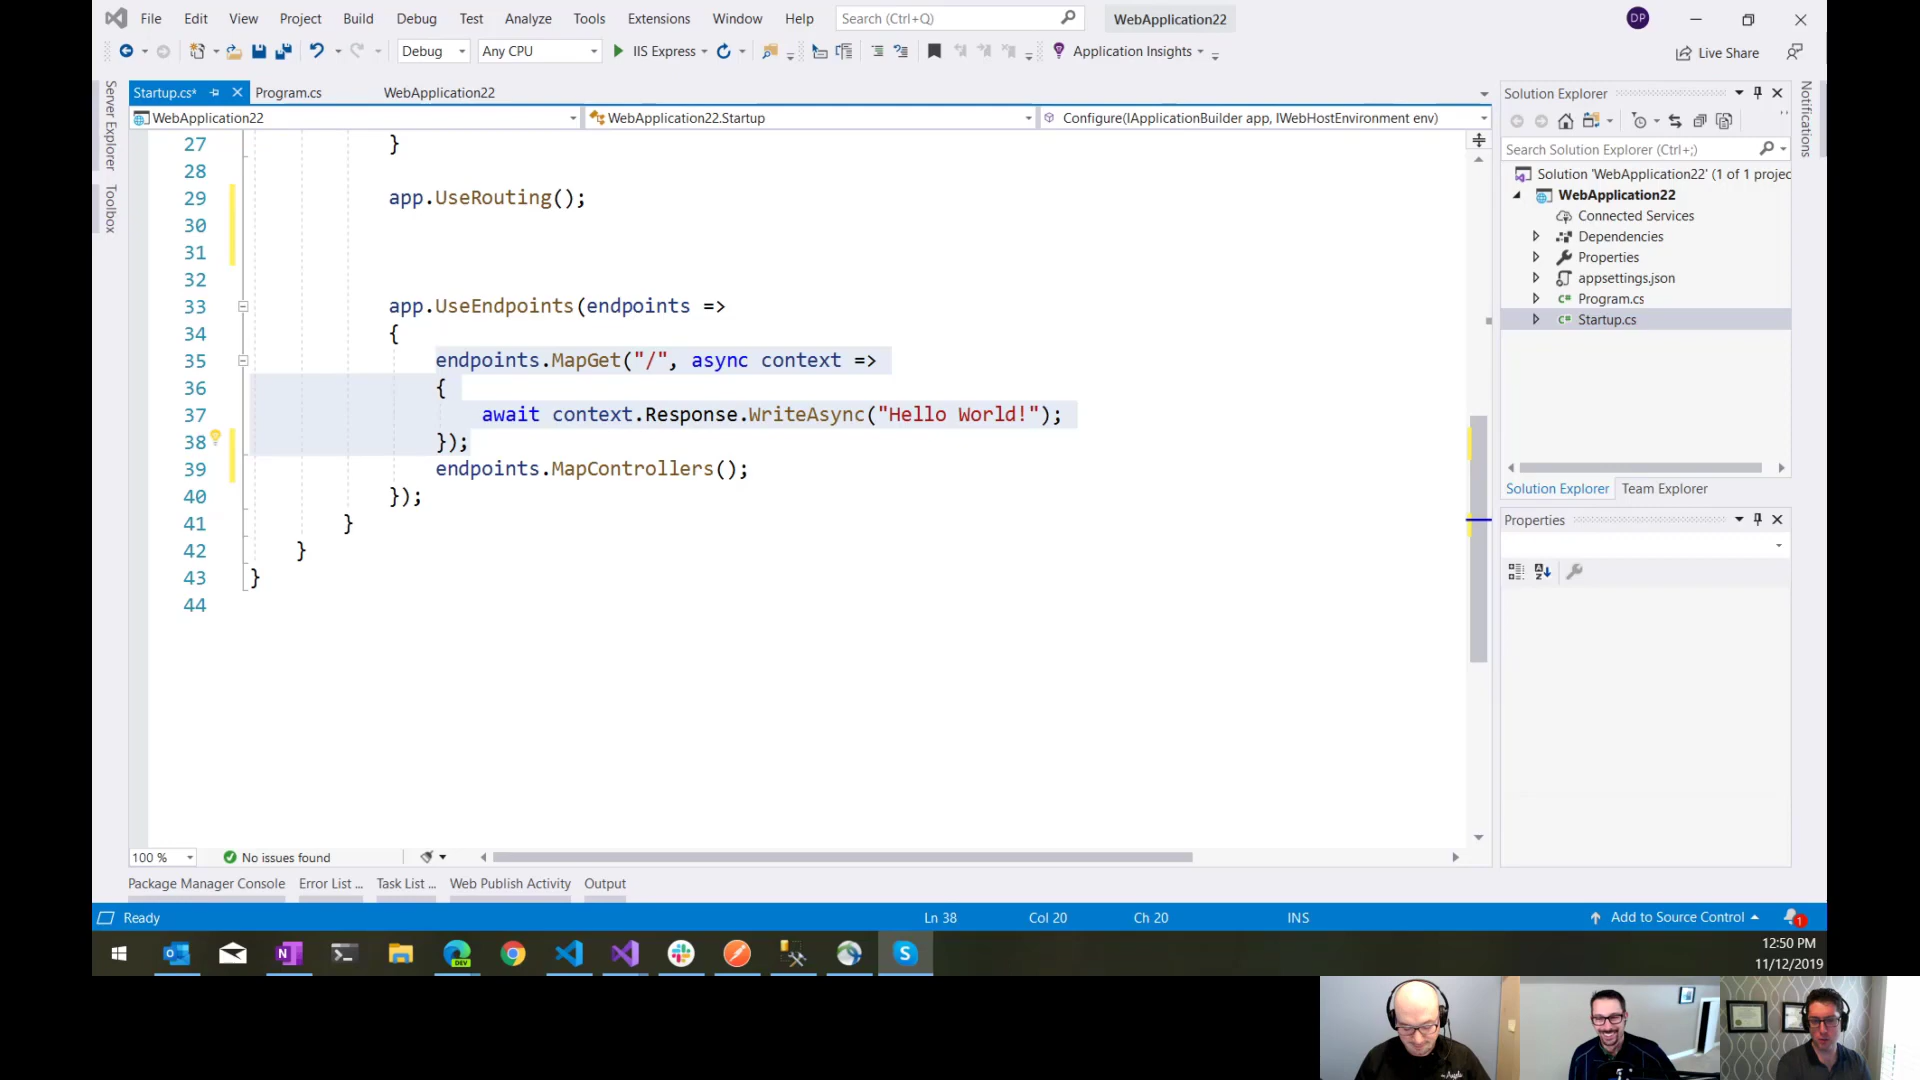 File Edit View Project Build Debug Test Analyze Tools Extensions Window Help Search (Ctrl+Q) WebApplication22 DP
Debug Any CPU IIS Express Application Insights Live Share
Server Explorer
Toolbox
Startup.cs* Program.cs WebApplication22
WebApplication22 WebApplication22.Startup Configure(IApplicationBuilder app, IWebHostEnvironment env)
27 }
28
29 app.UseRouting();
30
31
32
33 app.UseEndpoints(endpoints =>
34 {
35 endpoints.MapGet("/", async context =>
36 {
37 await context.Response.WriteAsync("Hello World!");
38 });
39 endpoints.MapControllers();
40 });
41 }
42 }
43 }
44
100 % No issues found
Solution Explorer
Search Solution Explorer (Ctrl+;)
Solution 'WebApplication22' (1 of 1 projec
WebApplication22
Connected Services
Dependencies
Properties
appsettings.json
C# Program.cs
C# Startup.cs
Solution Explorer Team Explorer
Properties
Notifications
Package Manager Console Error List ... Task List ... Web Publish Activity Output
Ready Ln 38 Col 20 Ch 20 INS Add to Source Control 1
12:50 PM
11/12/2019